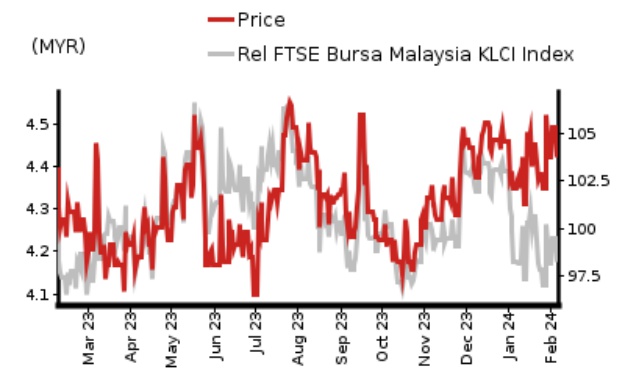 Price
(MYR)
Rel FTSE Bursa Malaysia KLCI Index
4.5
4.4
4.3
4.2
4.1
105
102.5
100
97.5
Mar 23
Apr 23
May 23
Jun 23
Jul 23
Aug 23
Sep 23
Oct 23
Nov 23
Dec 23
Jan 24
Feb 24